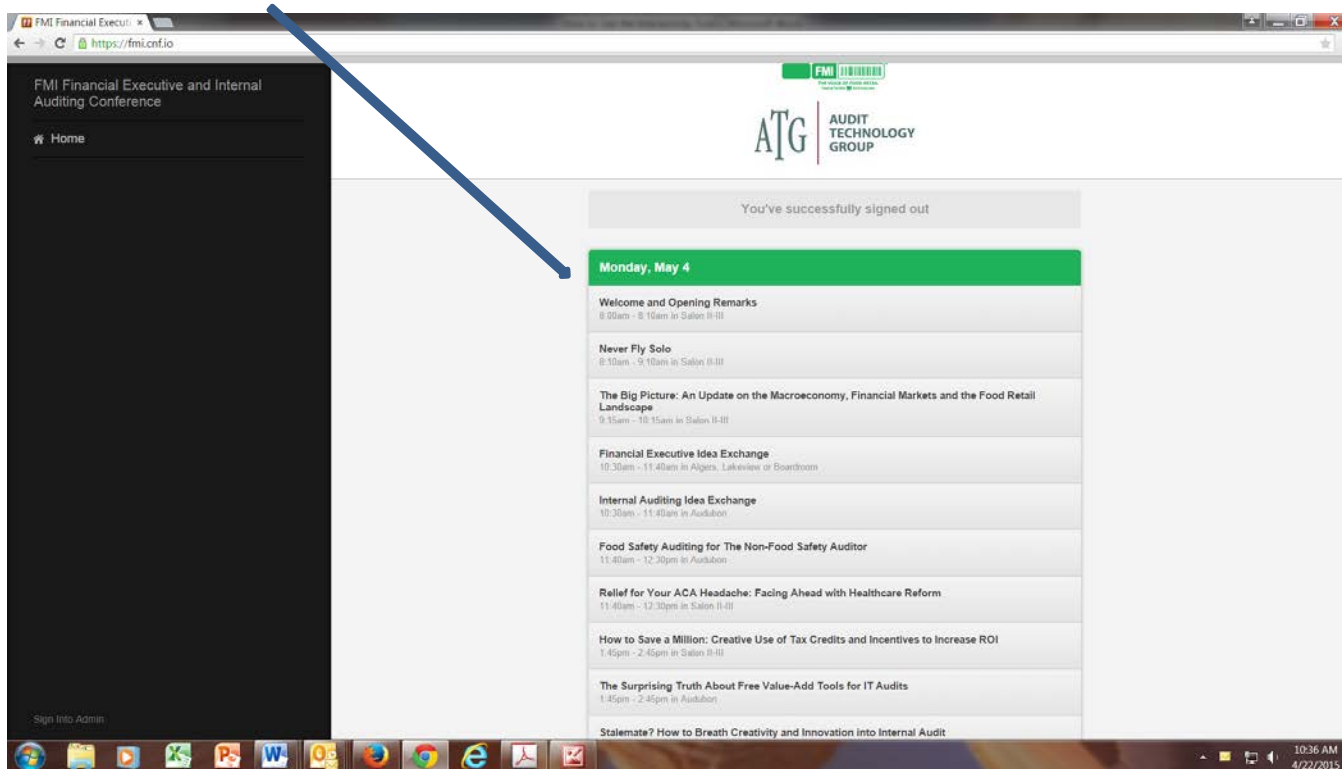 FMI Financial Executi
https://fmi.cnf.io
FMI Financial Executive and Internal
Auditing Conference
Home
Sign Into Admin
FMI
THE VOICE OF FOOD RETAIL
ATG
AUDIT
TECHNOLOGY
GROUP
You've successfully signed out
Monday, May 4
Welcome and Opening Remarks
8:00am - 8:10am in Salon II-III
Never Fly Solo
8:10am - 9:10am in Salon II-III
The Big Picture: An Update on the Macroeconomy, Financial Markets and the Food Retail
Landscape
9:15am - 10:15am in Salon II-III
Financial Executive Idea Exchange
10:30am - 11:40am in Algers, Lakeview or Boardroom
Internal Auditing Idea Exchange
10:30am - 11:40am in Audubon
Food Safety Auditing for The Non-Food Safety Auditor
11:40am - 12:30pm in Audubon
Relief for Your ACA Headache: Facing Ahead with Healthcare Reform
11:40am - 12:30pm in Salon II-III
How to Save a Million: Creative Use of Tax Credits and Incentives to Increase ROI
1:45pm - 2:45pm in Salon II-III
The Surprising Truth About Free Value-Add Tools for IT Audits
1:45pm - 2:45pm in Audubon
Stalemate? How to Breath Creativity and Innovation into Internal Audit
10:36 AM
4/22/2015